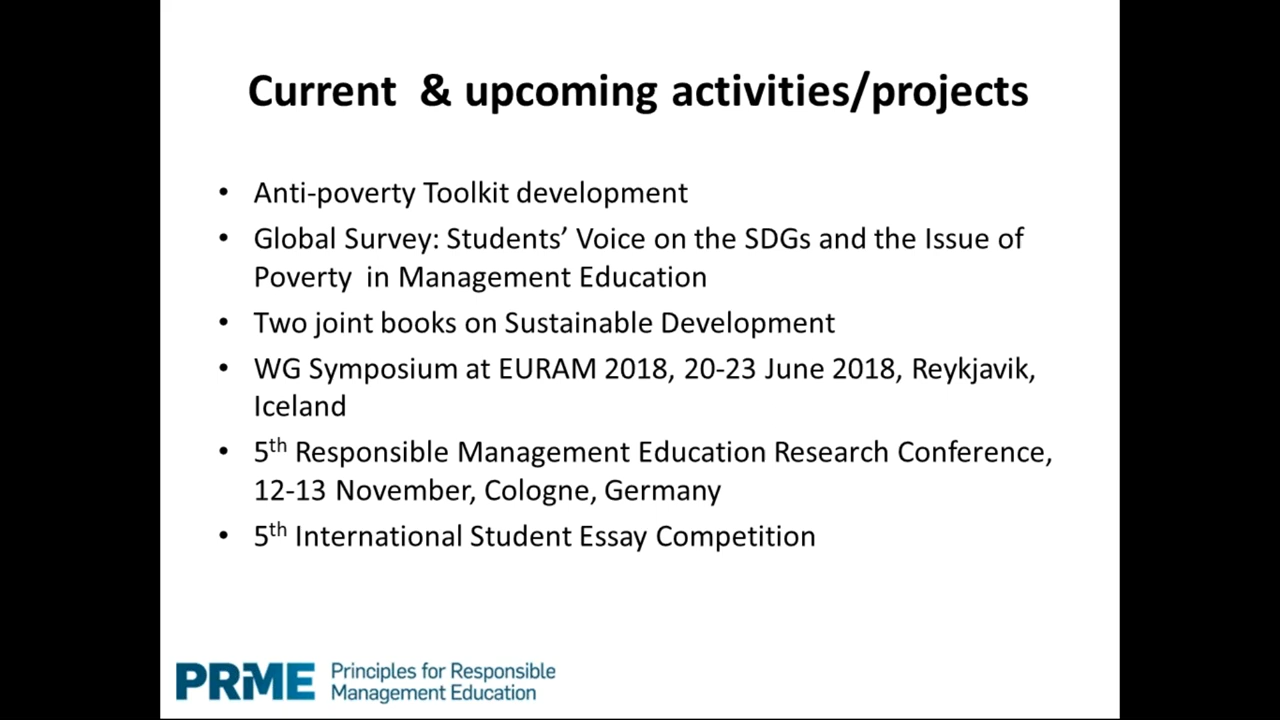 Current & upcoming activities/projects
• Anti-poverty Toolkit development
• Global Survey: Students’ Voice on the SDGs and the Issue of
Poverty in Management Education
• Two joint books on Sustainable Development
• WG Symposium at EURAM 2018, 20-23 June 2018, Reykjavik,
Iceland
• 5th Responsible Management Education Research Conference,
12-13 November, Cologne, Germany
• 5th International Student Essay Competition
PRME Principles for Responsible
Management Education